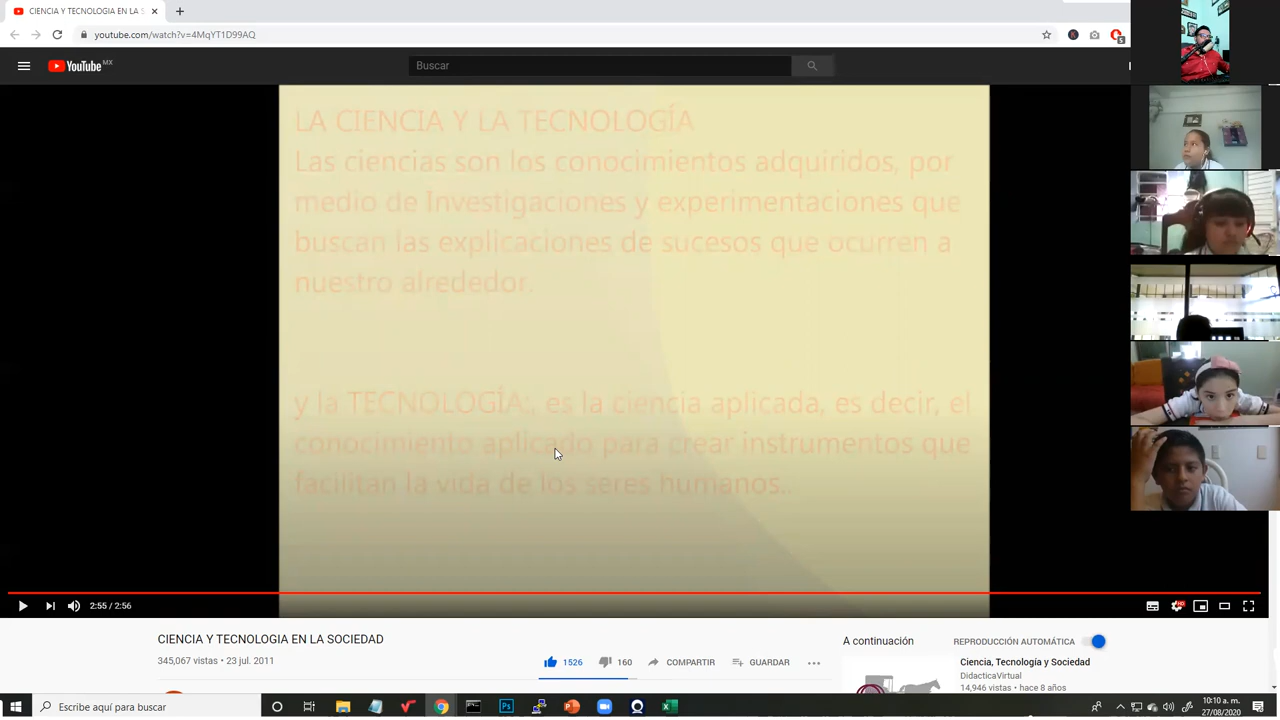 CIENCIA Y TECNOLOGIA EN LA S
youtube.com/watch?v=4MqYT1D99AQ
YouTube MX
Buscar
LA CIENCIA Y LA TECNOLOGÍA
Las ciencias son los conocimientos adquiridos, por
medio de Investigaciones y experimentaciones que
buscan las explicaciones de sucesos que ocurren a
nuestro alrededor.
y la TECNOLOGÍA:, es la ciencia aplicada, es decir, el
conocimiento aplicado para crear instrumentos que
facilitan la vida de los seres humanos..
2:55 / 2:56
HD
CIENCIA Y TECNOLOGIA EN LA SOCIEDAD
345,067 vistas • 23 jul. 2011
1526
160
COMPARTIR
GUARDAR
A continuación
REPRODUCCIÓN AUTOMÁTICA
Ciencia, Tecnología y Sociedad
DidacticaVirtual
14,946 vistas • hace 8 años
Escribe aquí para buscar
10:10 a. m.
27/08/2020